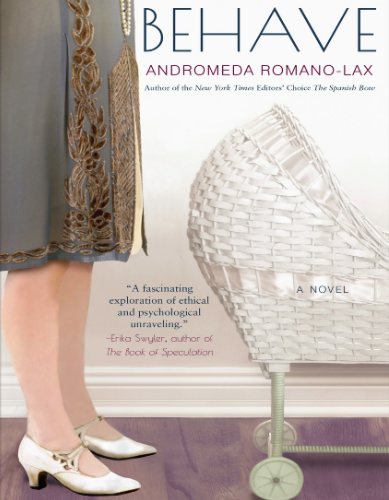 BEHAVE
ANDROMEDA ROMANO-LAX
Author of the New York Times Editors' Choice The Spanish Bow
A NOVEL
"A fascinating
exploration of ethical
and psychological
unraveling."
–Erika Swyler, author of
The Book of Speculation